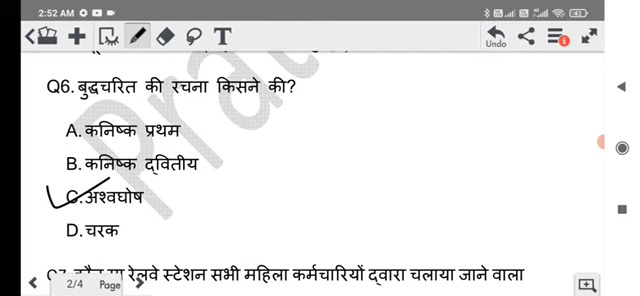 2:52 AM
42
Undo
Q6. बुद्धचरित की रचना किसने की?
A. कनिष्क प्रथम
B. कनिष्क द्वितीय
C. अश्वघोष
D. चरक
रेलवे स्टेशन सभी महिला कर्मचारियों द्वारा चलाया जाने वाला
2/4 Page